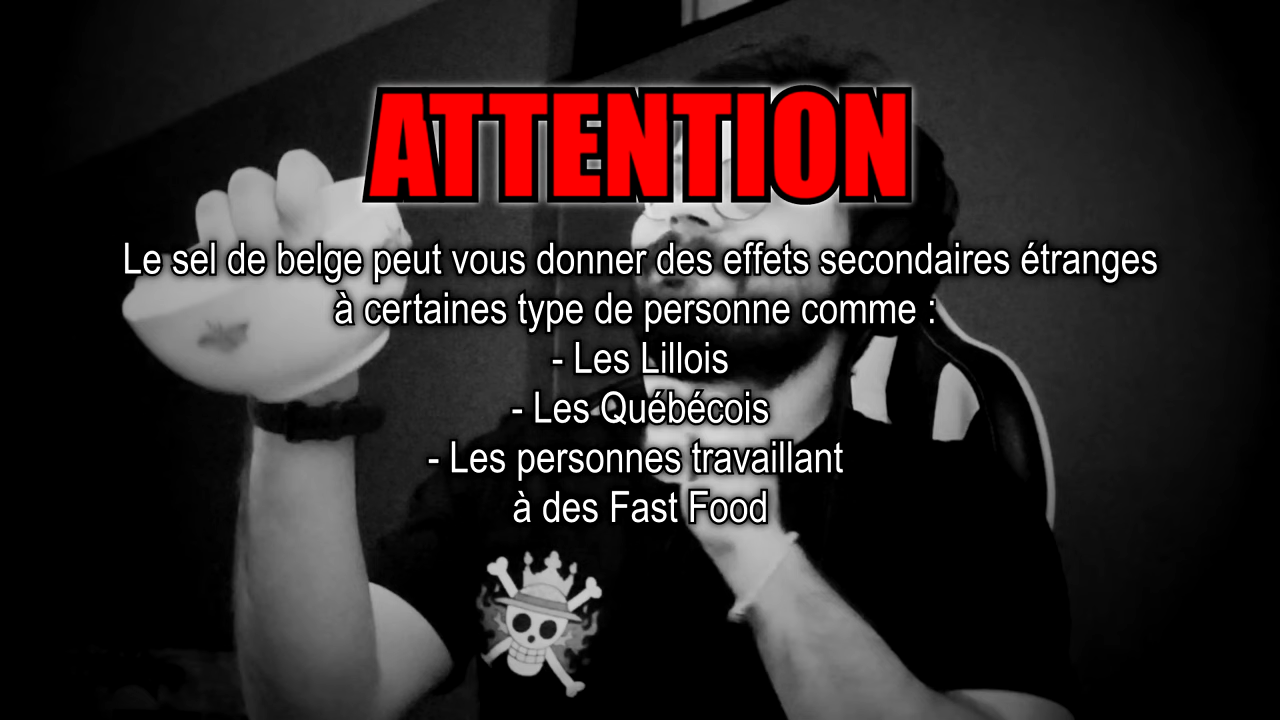 ATTENTION
Le sel de belge peut vous donner des effets secondaires étranges
à certaines type de personne comme :
- Les Lillois
- Les Québécois
- Les personnes travaillant
à des Fast Food